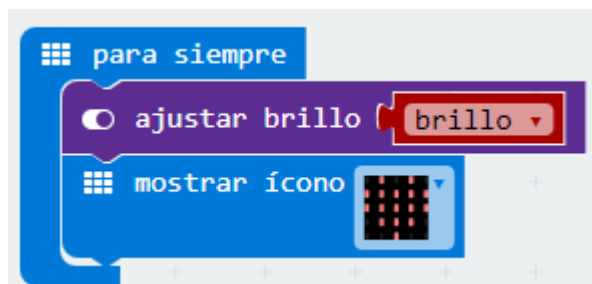 para siempre
ajustar brillo brillo
mostrar ícono